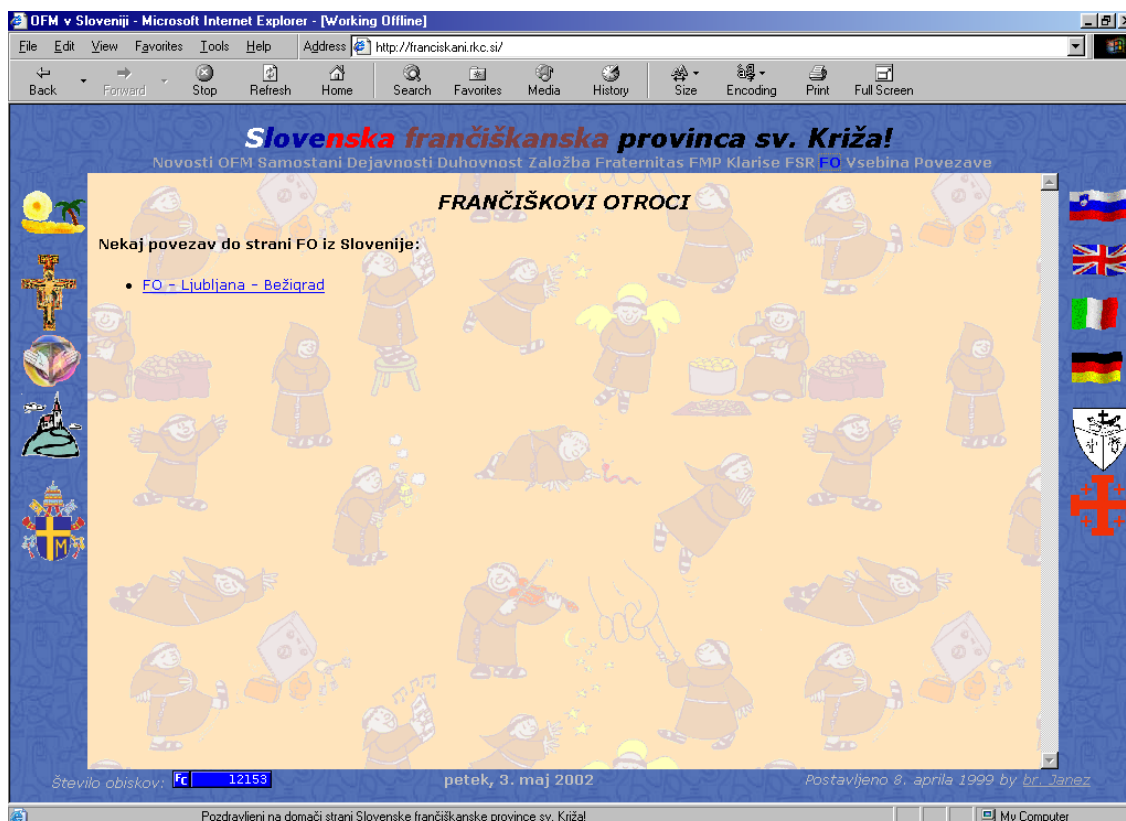 OFM v Sloveniji - Microsoft Internet Explorer - [Working Offline]
File Edit View Favorites Tools Help Address http://franciskani.rkc.si/
Back Forward Stop Refresh Home Search Favorites Media History Size Encoding Print Full Screen
Slovenska frančiškanska provinca sv. Križa!
Novosti OFM Samostani Dejavnosti Duhovnost Založba Fraternitas FMP Klarise FSR FO Vsebina Povezave
FRANČIŠKOVI OTROCI
Nekaj povezav do strani FO iz Slovenije:
• FO - Ljubljana - Bežigrad
M
Število obiskov: FC 12153 petek, 3. maj 2002 Postavljeno 8. aprila 1999 by br. Janez
Pozdravljeni na domači strani Slovenske frančiškanske province sv. Križa! My Computer